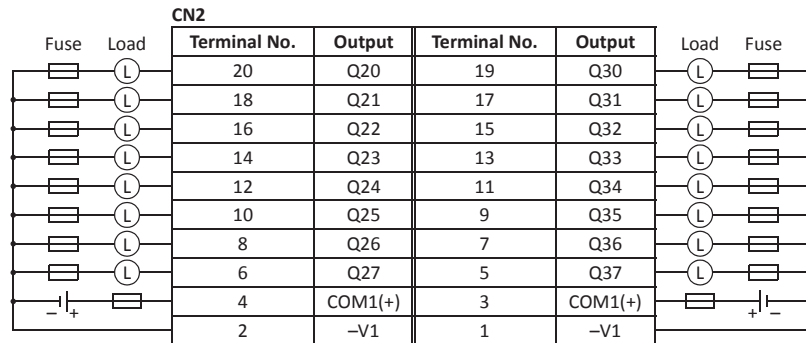 CN2
Fuse Load Terminal No. Output Terminal No. Output Load Fuse
L 20 Q20 19 Q30 L
L 18 Q21 17 Q31 L
L 16 Q22 15 Q32 L
L 14 Q23 13 Q33 L
L 12 Q24 11 Q34 L
L 10 Q25 9 Q35 L
L 8 Q26 7 Q36 L
L 6 Q27 5 Q37 L
– + 4 COM1(+) 3 COM1(+) + –
2 –V1 1 –V1